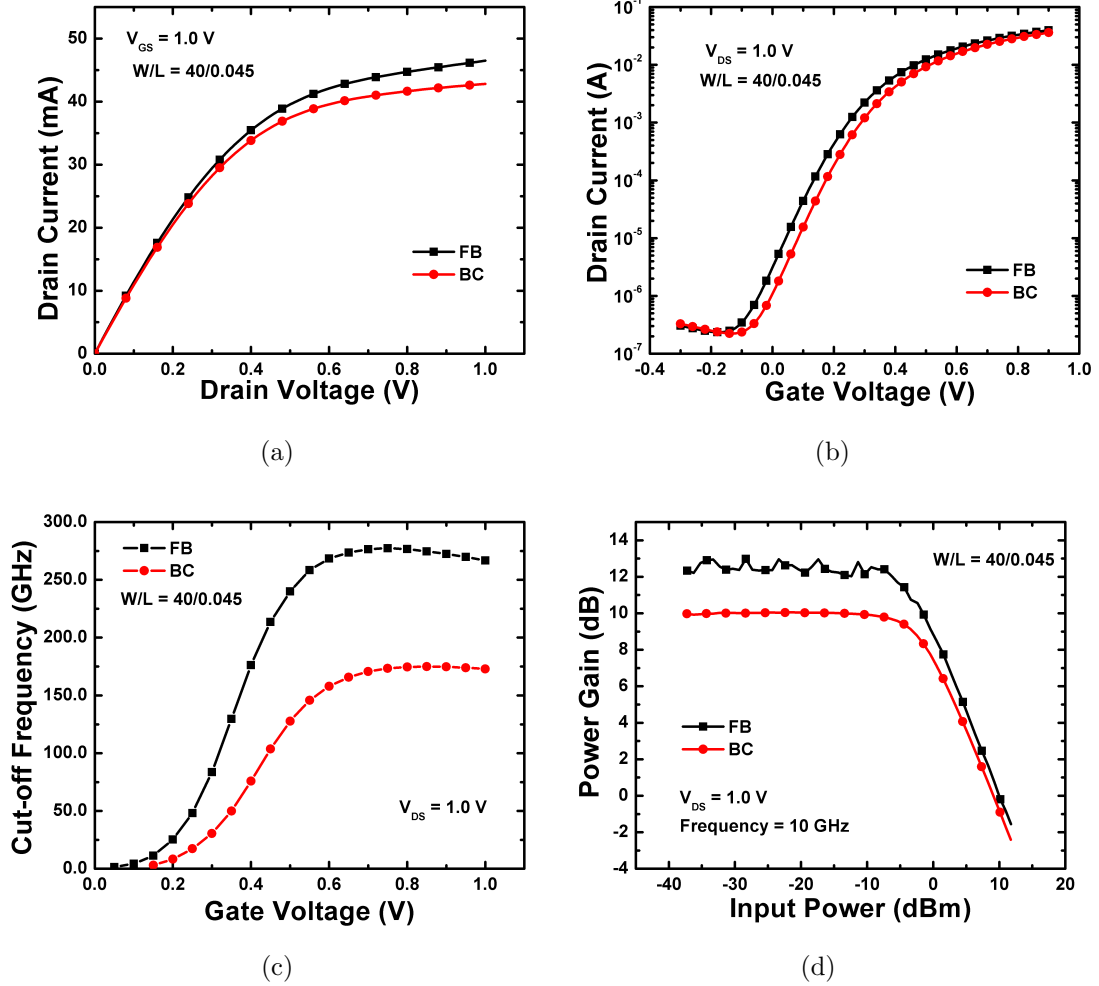 V_GS = 1.0 V
W/L = 40/0.045
FB
BC
50
40
30
20
10
0
0.0 0.2 0.4 0.6 0.8 1.0
Drain Current (mA)
Drain Voltage (V)
(a)
V_DS = 1.0 V
W/L = 40/0.045
FB
BC
10^-1
10^-2
10^-3
10^-4
10^-5
10^-6
10^-7
-0.4 -0.2 0.0 0.2 0.4 0.6 0.8 1.0
Drain Current (A)
Gate Voltage (V)
(b)
FB
BC
W/L = 40/0.045
V_DS = 1.0 V
300.0
250.0
200.0
150.0
100.0
50.0
0.0
0.0 0.2 0.4 0.6 0.8 1.0
Cut-off Frequency (GHz)
Gate Voltage (V)
(c)
W/L = 40/0.045
FB
BC
V_DS = 1.0 V
Frequency = 10 GHz
14
12
10
8
6
4
2
0
-2
-4
-40 -30 -20 -10 0 10 20
Power Gain (dB)
Input Power (dBm)
(d)